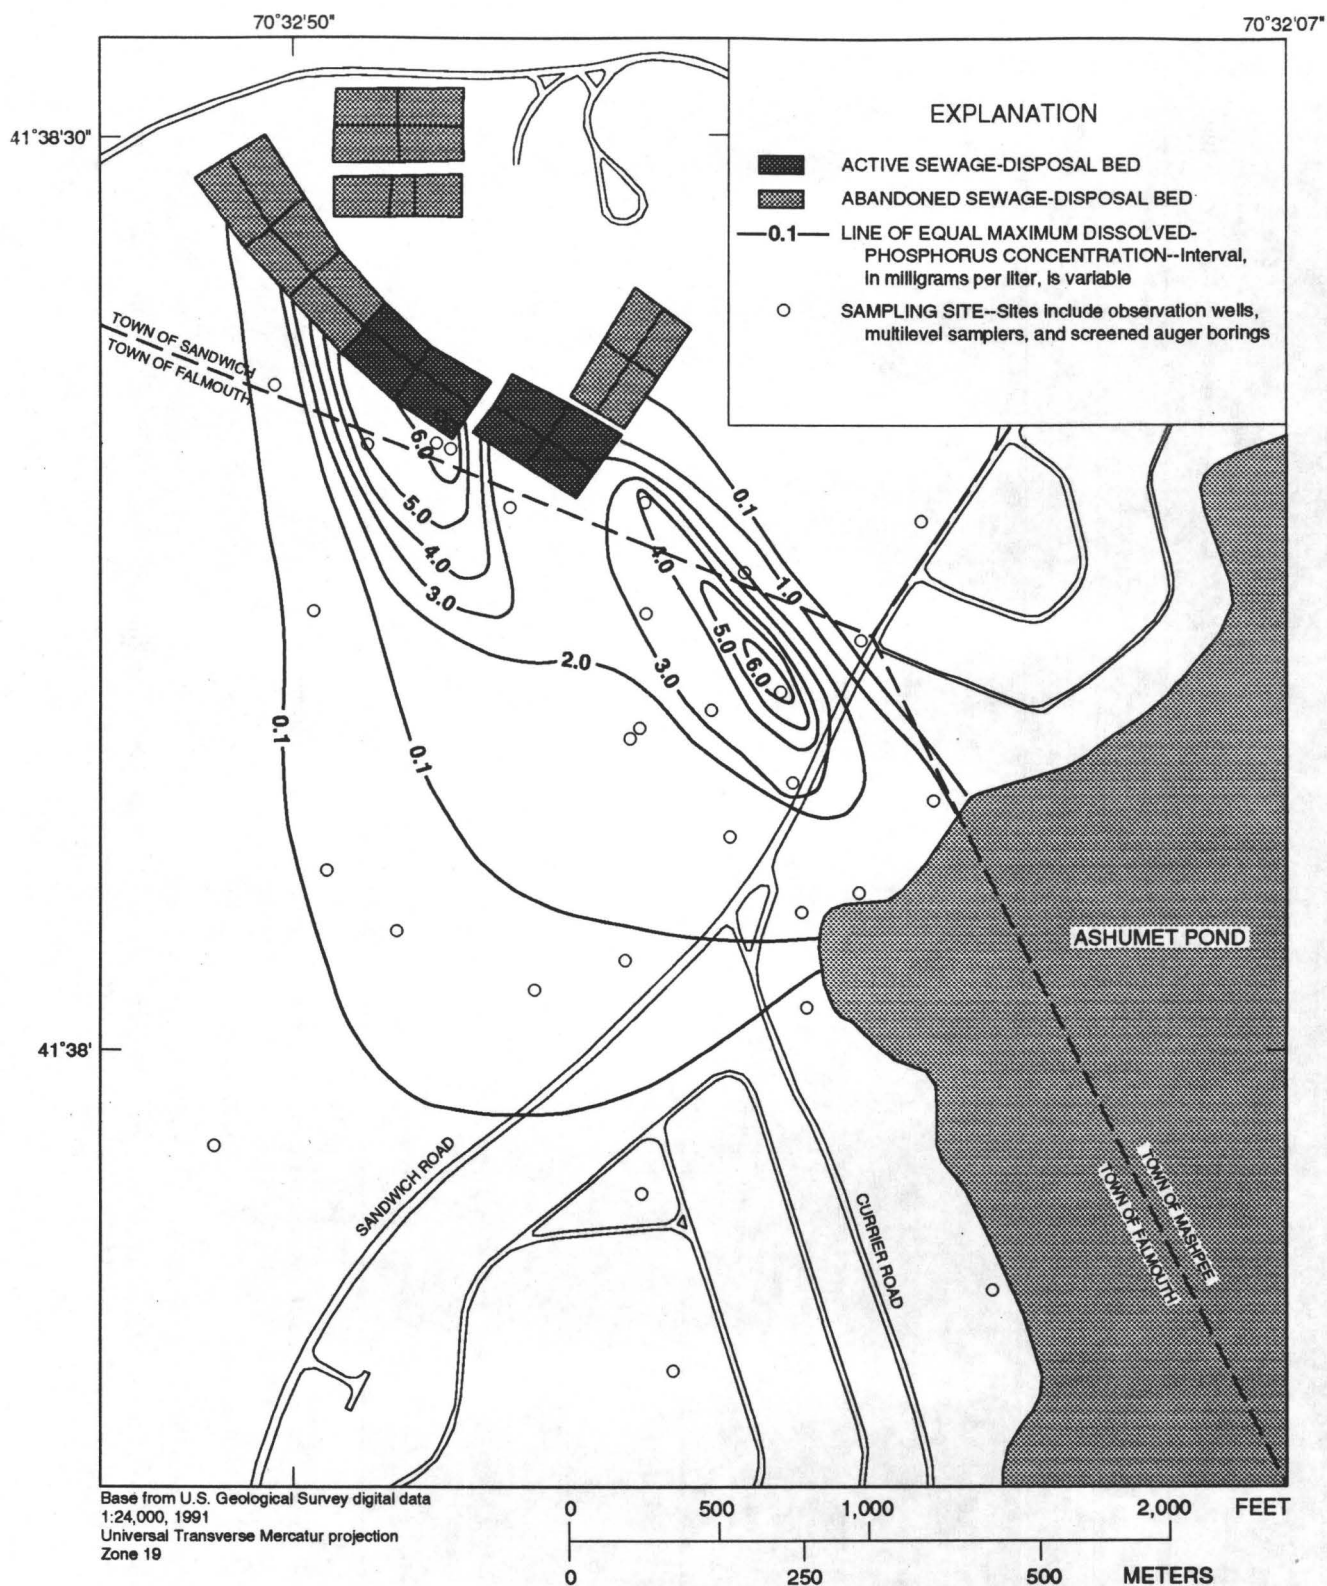 70°32'50"
70°32'07"
41°38'30"
EXPLANATION
ACTIVE SEWAGE-DISPOSAL BED
ABANDONED SEWAGE-DISPOSAL BED
0.1 LINE OF EQUAL MAXIMUM DISSOLVED-
PHOSPHORUS CONCENTRATION--Interval,
in milligrams per liter, is variable
SAMPLING SITE--Sites include observation wells,
multilevel samplers, and screened auger borings
TOWN OF SANDWICH
TOWN OF FALMOUTH
6.0
5.0
4.0
3.0
2.0
0.1
1.0
4.0
5.0
6.0
3.0
0.1
0.1
ASHUMET POND
41°38'
SANDWICH ROAD
CURRIER ROAD
TOWN OF MASHPEE
TOWN OF FALMOUTH
Base from U.S. Geological Survey digital data
1:24,000, 1991
Universal Transverse Mercatur projection
Zone 19
0 500 1,000 2,000 FEET
0 250 500 METERS